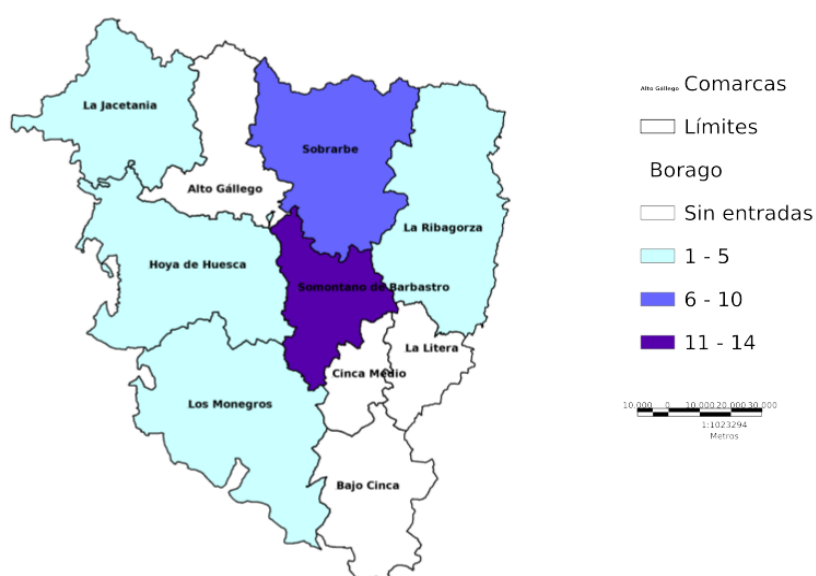 La Jacetania
Sobrarbe
Alto Gállego
La Ribagorza
Hoya de Huesca
Somontano de Barbastro
La Litera
Cinca Medio
Los Monegros
Bajo Cinca
Alto Gállego Comarcas
Límites
Borago
Sin entradas
1 - 5
6 - 10
11 - 14
10.000 0 10.000 20.000 30.000
1:1023294
Metros